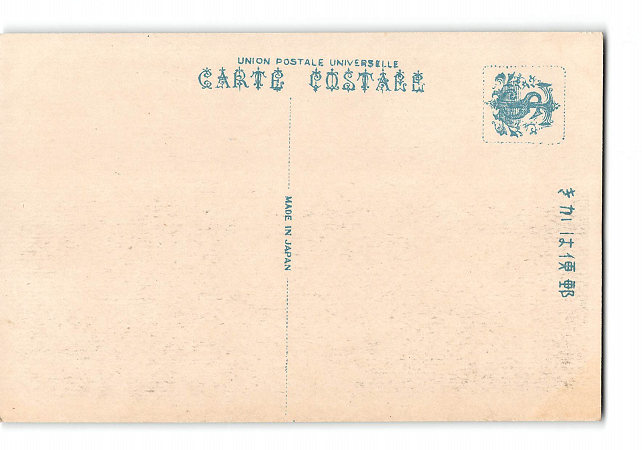 UNION POSTALE UNIVERSELLE
CARTE POSTALE
MADE IN JAPAN
きかは便郵